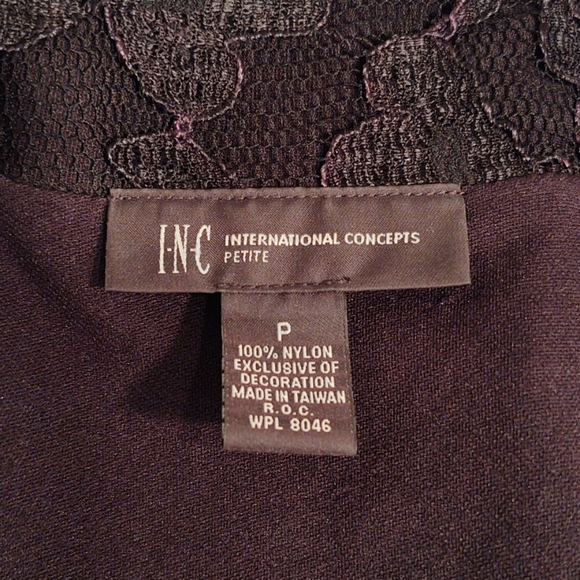 I·N·C INTERNATIONAL CONCEPTS
PETITE
P
100% NYLON
EXCLUSIVE OF
DECORATION
MADE IN TAIWAN
R.O.C.
WPL 8046